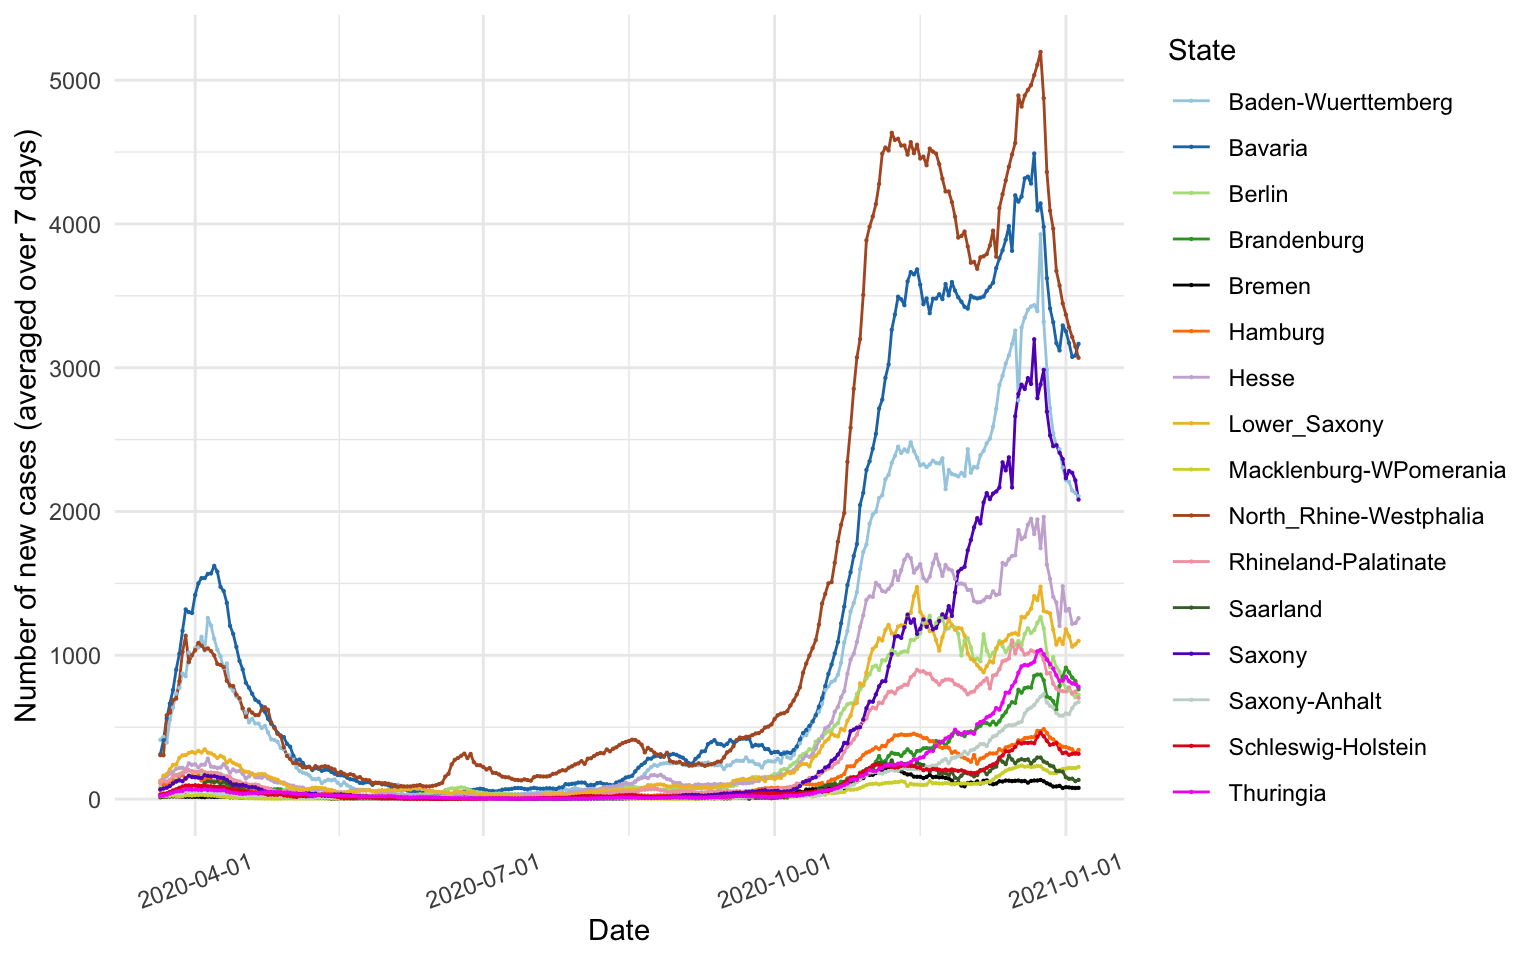 Number of new cases (averaged over 7 days)
5000
4000
3000
2000
1000
0
2020-04-01
2020-07-01
2020-10-01
2021-01-01
Date
State
Baden-Wuerttemberg
Bavaria
Berlin
Brandenburg
Bremen
Hamburg
Hesse
Lower_Saxony
Macklenburg-WPomerania
North_Rhine-Westphalia
Rhineland-Palatinate
Saarland
Saxony
Saxony-Anhalt
Schleswig-Holstein
Thuringia